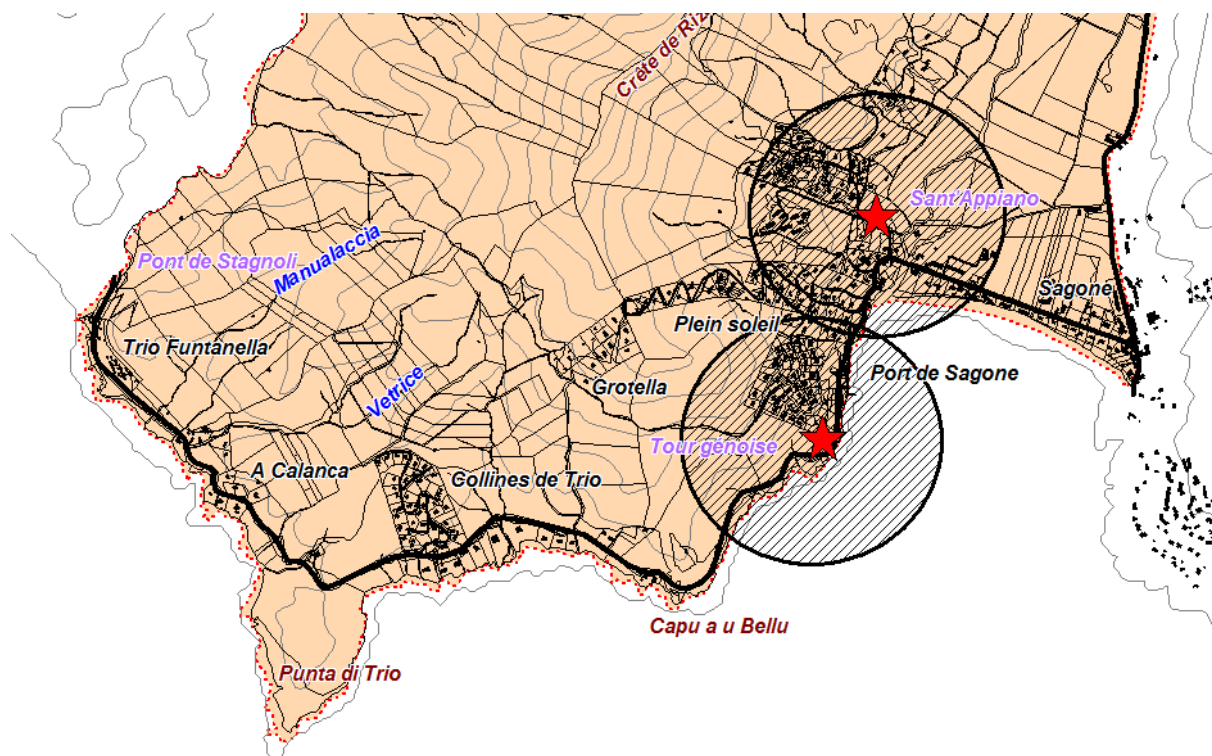 Crête de Riz
Sant'Appiano
Pont de Stagnoli
Manualaccia
Sagone
Plein soleil
Trio Funtanella
Port de Sagone
Vetrice
Grotella
Tour génoise
A Calanca
Collines de Trio
Capu a u Bellu
Punta di Trio